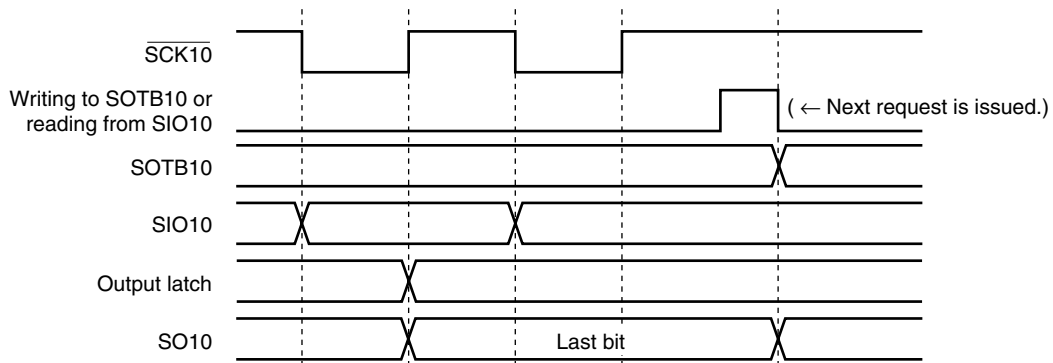 SCK10
Writing to SOTB10 or
reading from SIO10
( ← Next request is issued.)
SOTB10
SIO10
Output latch
SO10
Last bit